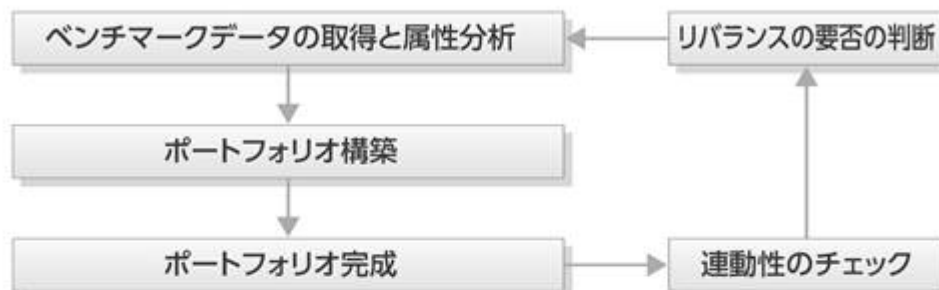 ベンチマークデータの取得と属性分析
リバランスの要否の判断
ポートフォリオ構築
ポートフォリオ完成
連動性のチェック